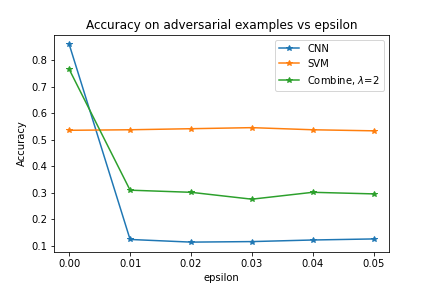 Accuracy on adversarial examples vs epsilon
CNN
SVM
Combine, λ=2
Accuracy
0.8
0.7
0.6
0.5
0.4
0.3
0.2
0.1
0.00 0.01 0.02 0.03 0.04 0.05
epsilon